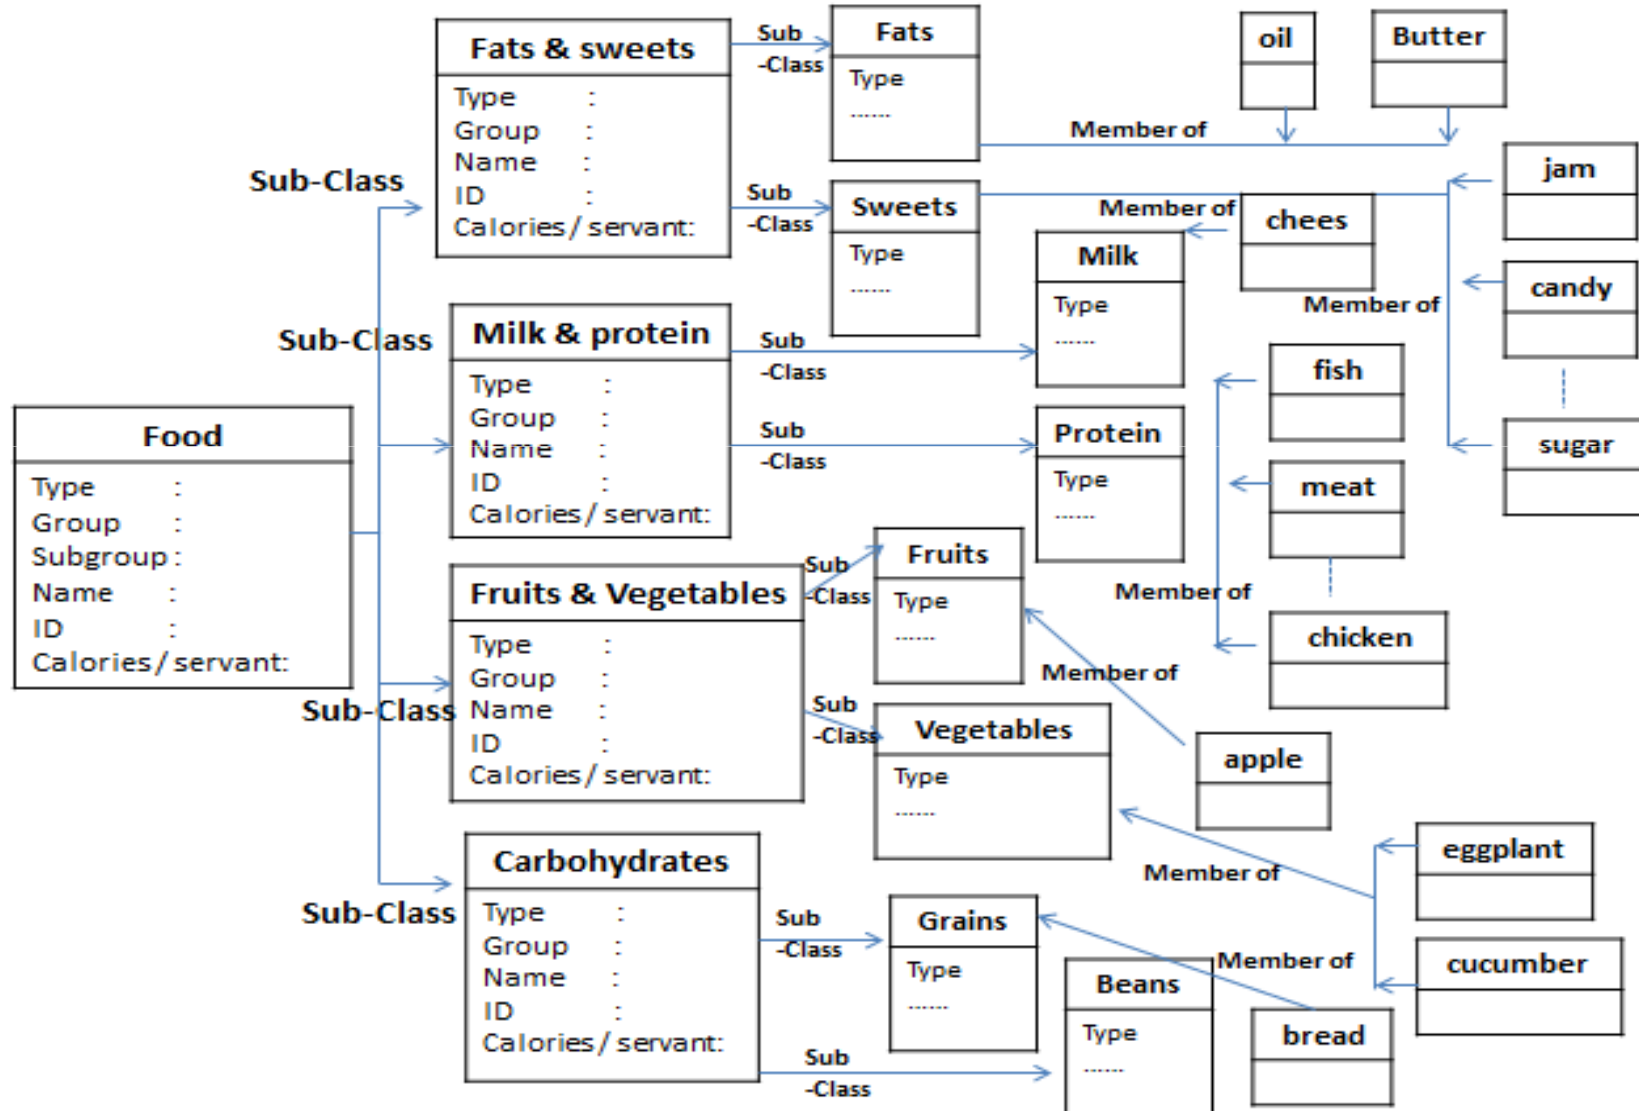 Food
Type :
Group :
Subgroup :
Name :
ID :
Calories/ servant:
Sub-Class
Sub-Class
Sub-Class
Sub-Class
Fats & sweets
Type :
Group :
Name :
ID :
Calories/ servant:
Sub
-Class
Fats
Type
......
Member of
oil
Butter
Sub
-Class
Sweets
Type
......
Member of
jam
candy
sugar
Milk & protein
Type :
Group :
Name :
ID :
Calories/ servant:
Sub
-Class
Milk
Type
......
Member of
chees
Sub
-Class
Protein
Type
......
Member of
fish
meat
chicken
Fruits & Vegetables
Type :
Group :
Name :
ID :
Calories/ servant:
Sub
-Class
Fruits
Type
......
Member of
apple
Sub
-Class
Vegetables
Type
......
Member of
eggplant
cucumber
Carbohydrates
Type :
Group :
Name :
ID :
Calories/ servant:
Sub
-Class
Grains
Type
......
Member of
bread
Sub
-Class
Beans
Type
......